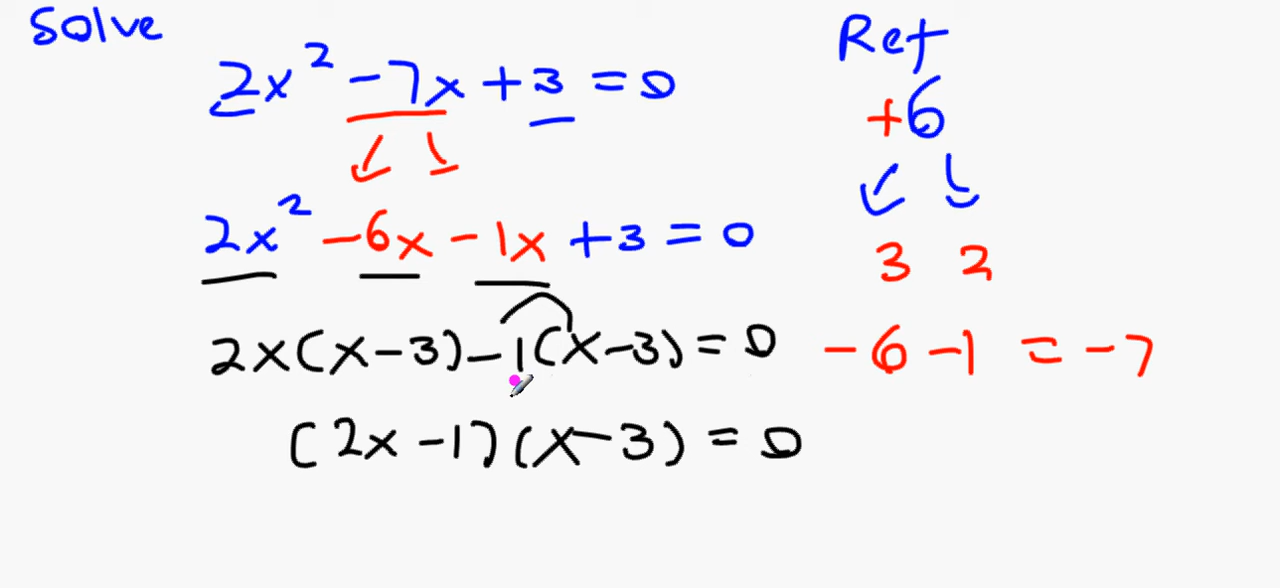 Solve
2x² - 7x + 3 = 0
2x² - 6x - 1x + 3 = 0
2x(x-3) - 1(x-3) = 0
(2x - 1)(x - 3) = 0
Ref
+6
3 2
-6 -1 = -7